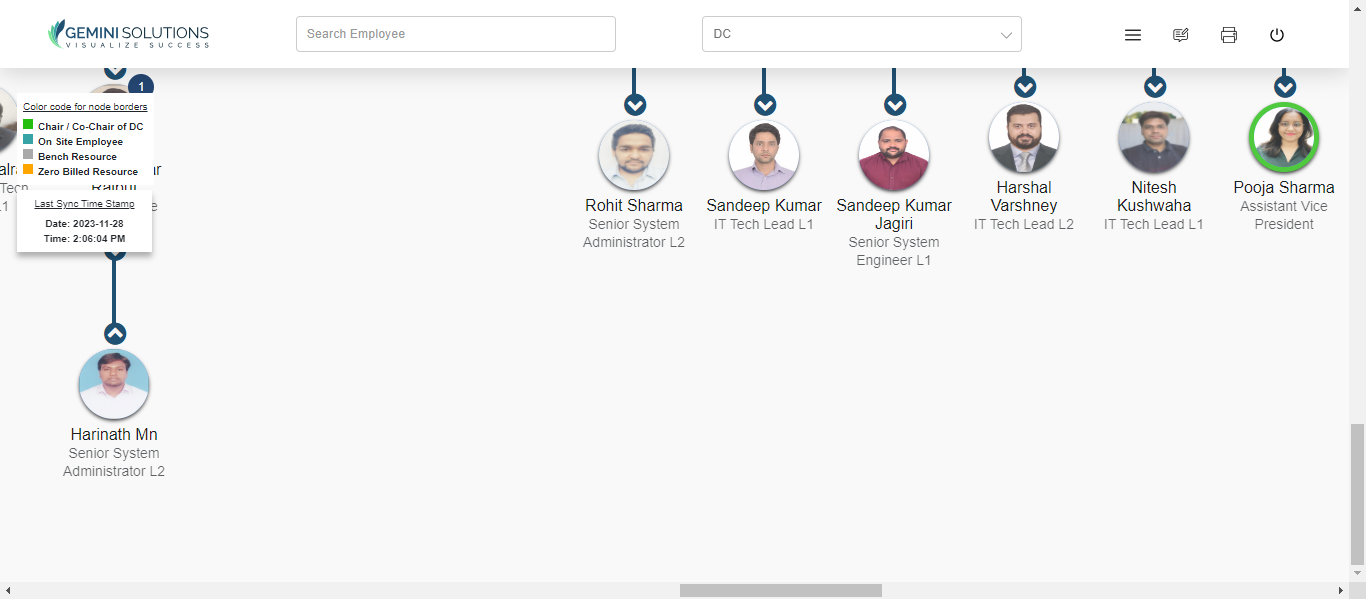 GEMINI SOLUTIONS
VISUALIZE SUCCESS
Search Employee
DC
1
Color code for node borders
Chair / Co-Chair of DC
On Site Employee
Bench Resource
Zero Billed Resource
Last Sync Time Stamp
Date: 2023-11-28
Time: 2:06:04 PM
Tech
Harinath Mn
Senior System
Administrator L2
Rohit Sharma
Senior System
Administrator L2
Sandeep Kumar
IT Tech Lead L1
Sandeep Kumar
Jagiri
Senior System
Engineer L1
Harshal
Varshney
IT Tech Lead L2
Nitesh
Kushwaha
IT Tech Lead L1
Pooja Sharma
Assistant Vice
President